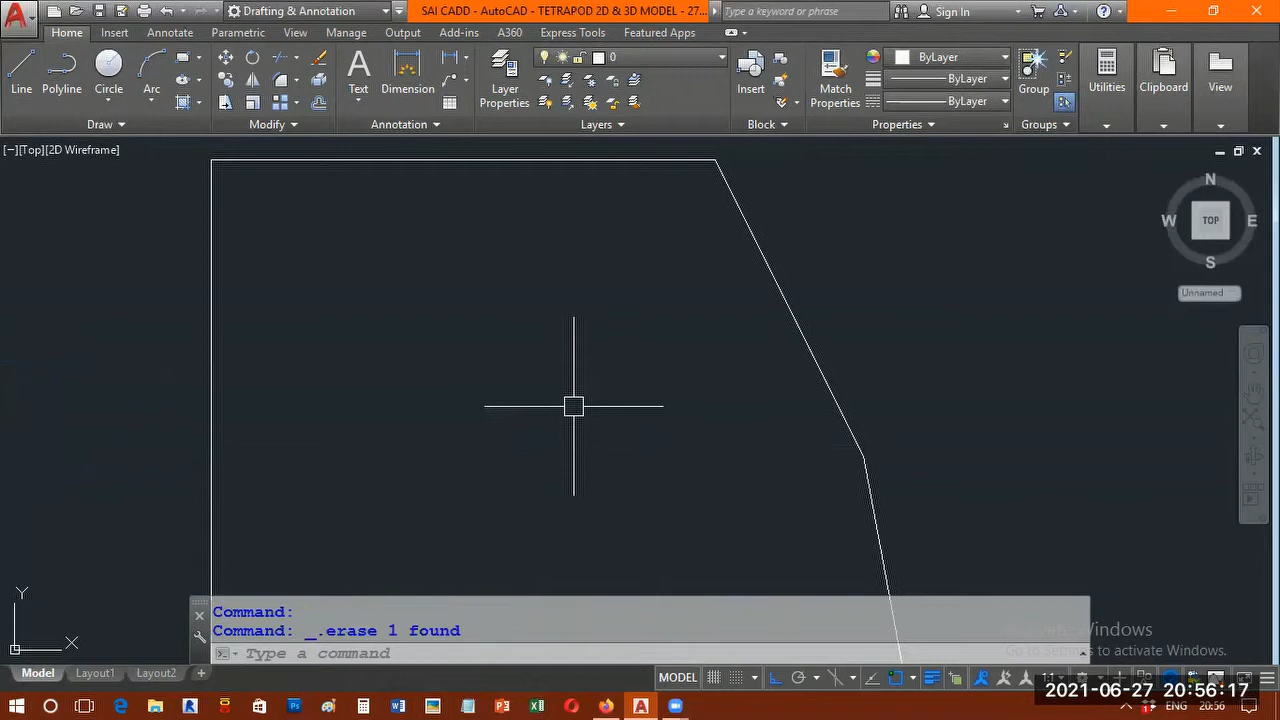 SAI CADD - AutoCAD - TETRAPOD 2D & 3D MODEL - 27...
Type a keyword or phrase
Sign In
Drafting & Annotation
Home Insert Annotate Parametric View Manage Output Add-ins A360 Express Tools Featured Apps
0
ByLayer
ByLayer
ByLayer
Line Polyline Circle Arc
Text Dimension
Layer Properties
Insert
Match Properties
Group
Utilities
Clipboard
View
Draw Modify Annotation Layers Block Properties Groups
[−][Top][2D Wireframe]
N
W TOP E
S
Unnamed
Y
X
Command:
Command: _.erase 1 found
Type a command
Windows
Go to Settings to activate Windows.
Model Layout1 Layout2 +
MODEL
1:1
2021-06-27 20:56:17
ENG 20:56